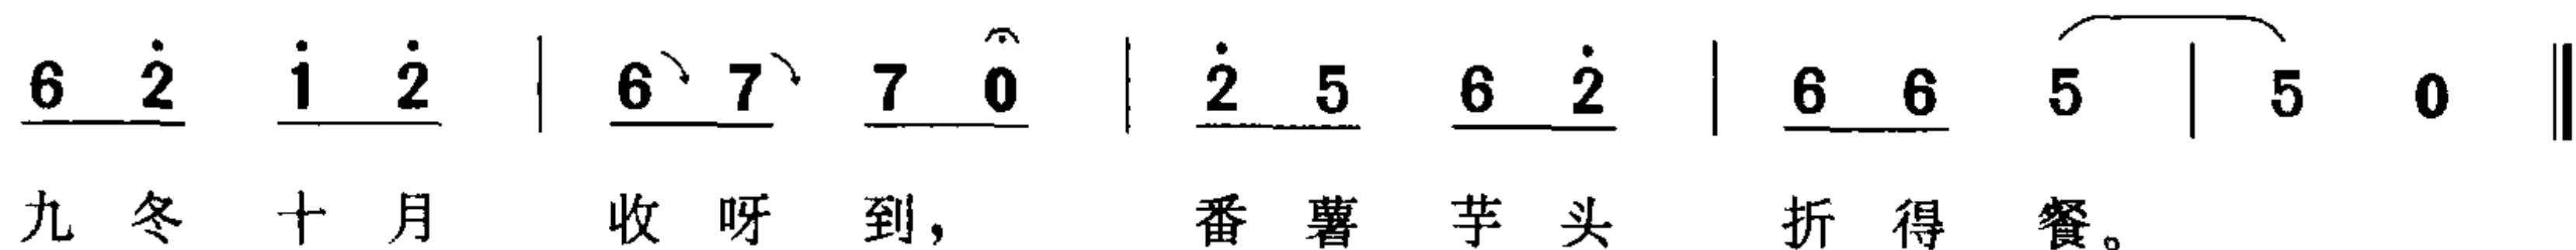 6 2̇ 1̇ 2̇ | 6 7 7 0 | 2̇ 5 6 2̇ | 6 6 5 | 5 0 ‖
九 冬 十 月 收 呀 到， 番 薯 芋 头 折 得 餐。